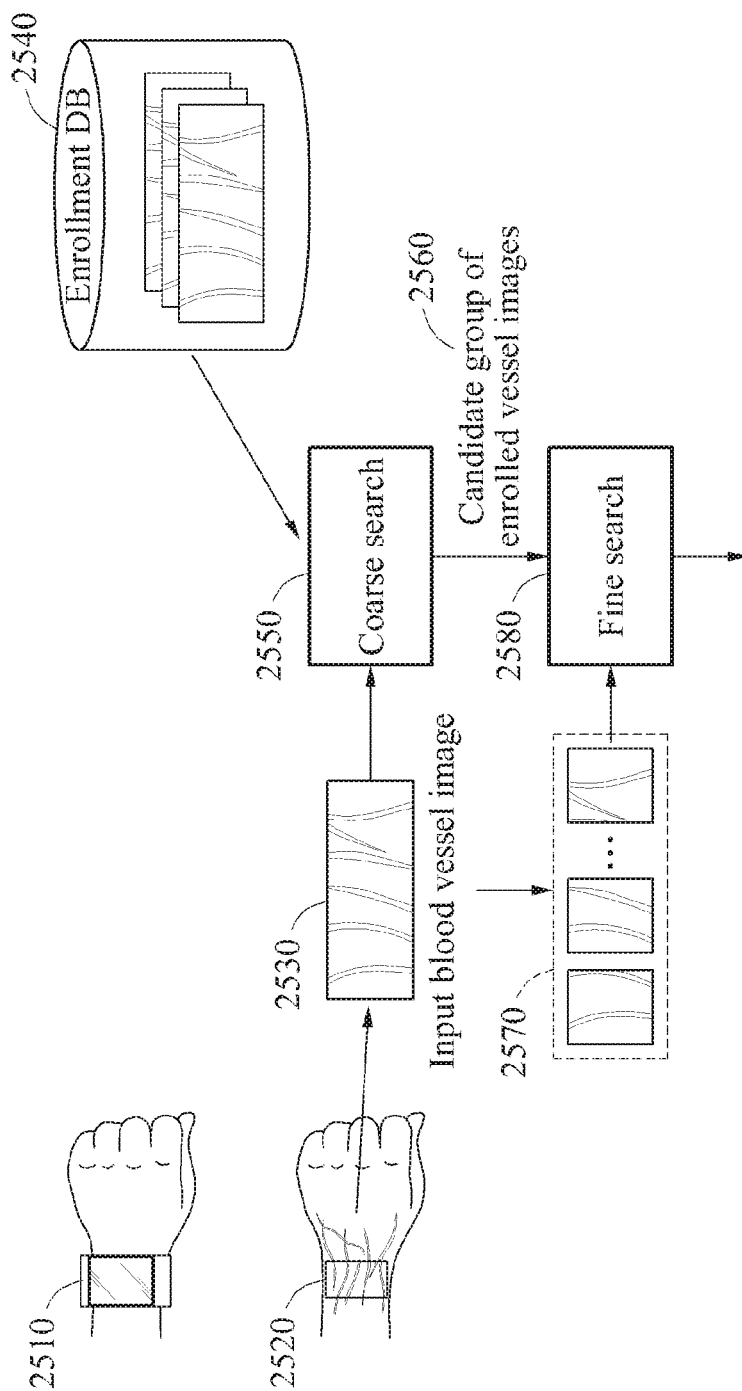 2510
2520
2530
Input blood vessel image
2570
2540
Enrollment DB
2550
Coarse search
2560
Candidate group of
enrolled vessel images
2580
Fine search